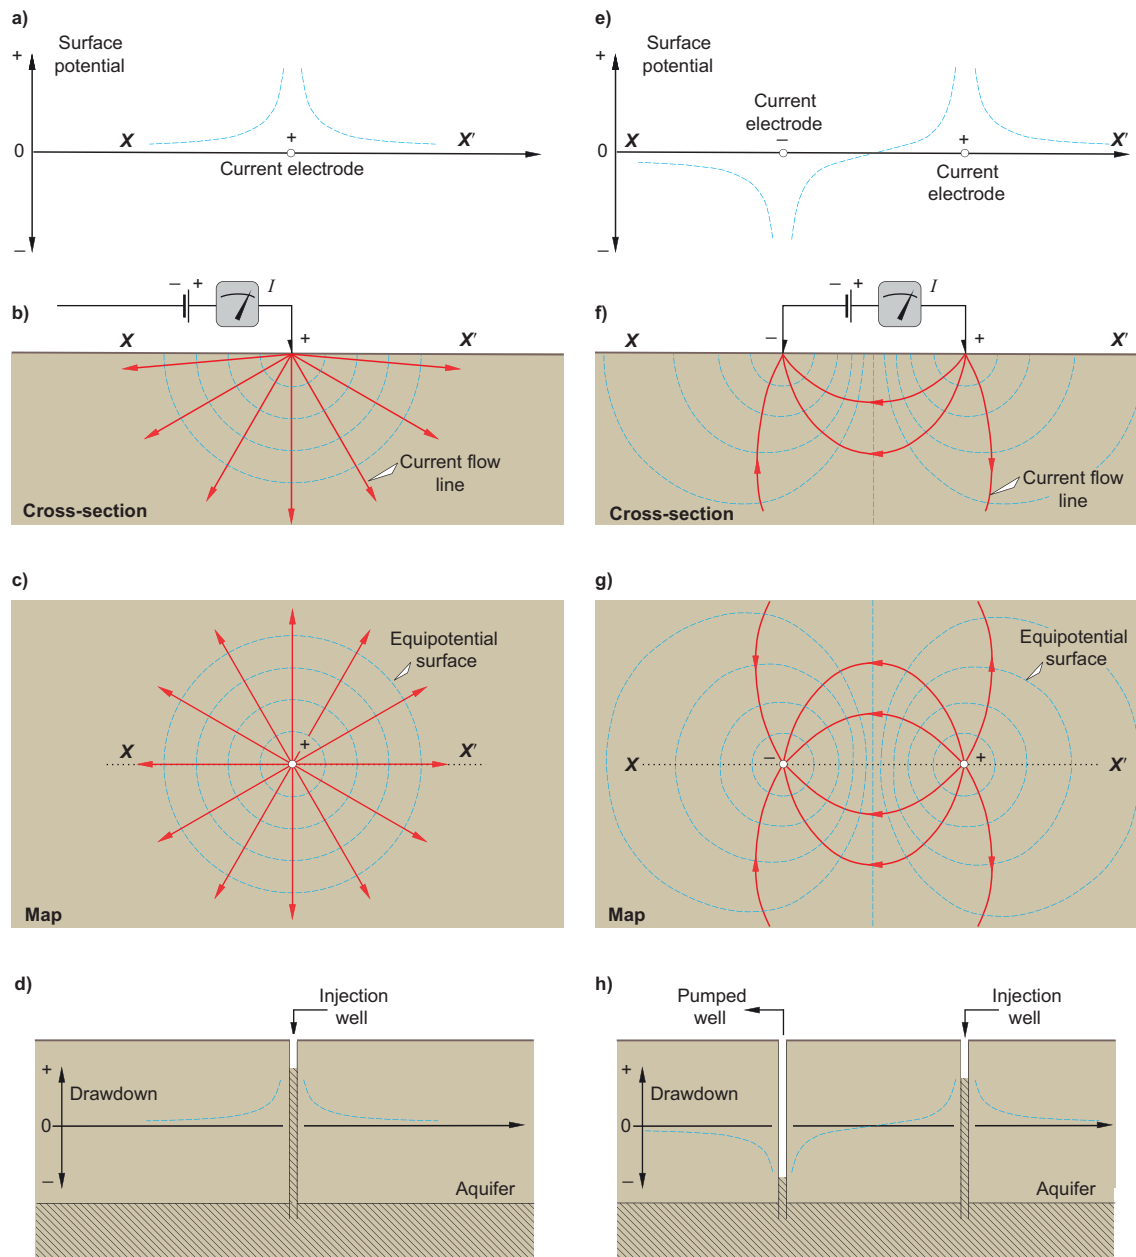 a)
+
Surface
potential
X
+
X′
0
Current electrode
–
b)
–
+
I
X
+
X′
Current flow
line
Cross-section
c)
Equipotential
surface
+
X
X′
Map
d)
Injection
well
+
Drawdown
0
–
Aquifer
e)
+
Surface
potential
Current
electrode
X
–
+
X′
0
Current
electrode
–
f)
–
+
I
X
–
+
X′
Current flow
line
Cross-section
g)
Equipotential
surface
X
–
+
X′
Map
h)
Pumped
well
Injection
well
+
Drawdown
0
–
Aquifer